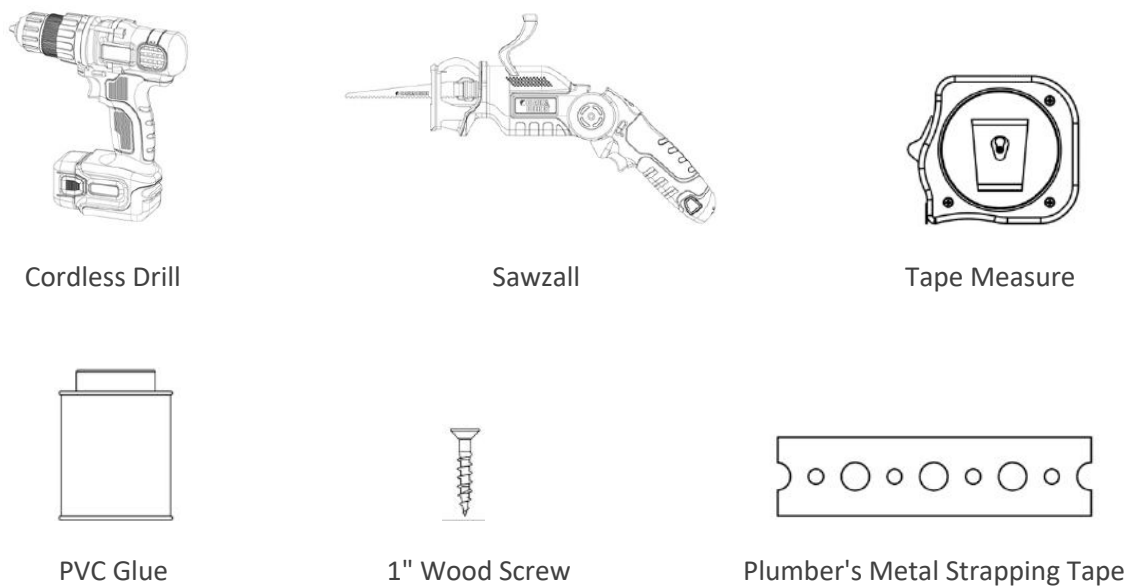 Cordless Drill
Sawzall
Tape Measure
PVC Glue
1" Wood Screw
Plumber's Metal Strapping Tape